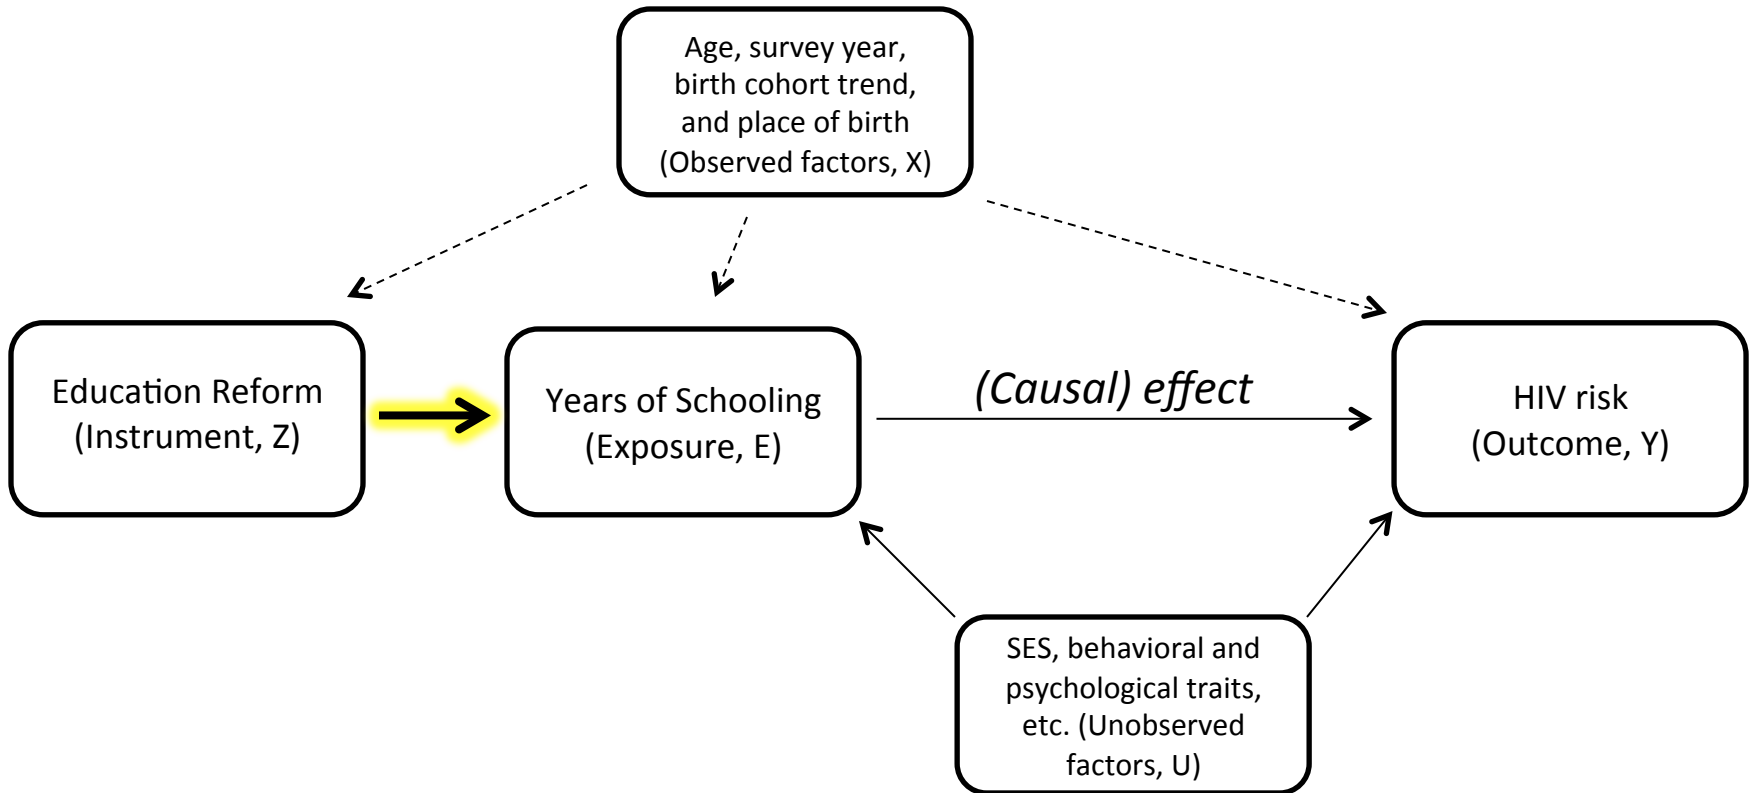 Age, survey year,
birth cohort trend,
and place of birth
(Observed factors, X)
Education Reform
(Instrument, Z)
Years of Schooling
(Exposure, E)
(Causal) effect
HIV risk
(Outcome, Y)
SES, behavioral and
psychological traits,
etc. (Unobserved
factors, U)